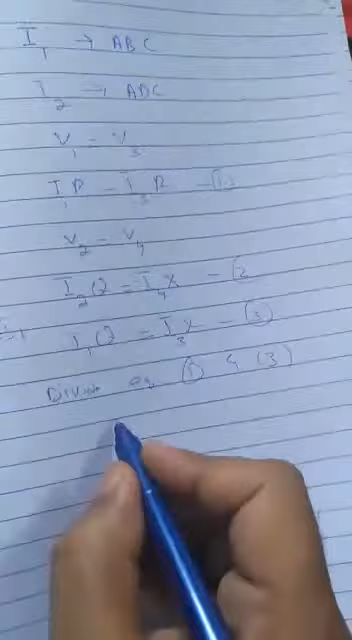 I₁ → ABC
I₂ → ADC
V₁ = V₃
I₁P = I₃R - (1)
V₂ = V₄
I₂Q = I₄X - (2
I₁Q = I₃X - (3)
Divide eq (1) & (3)